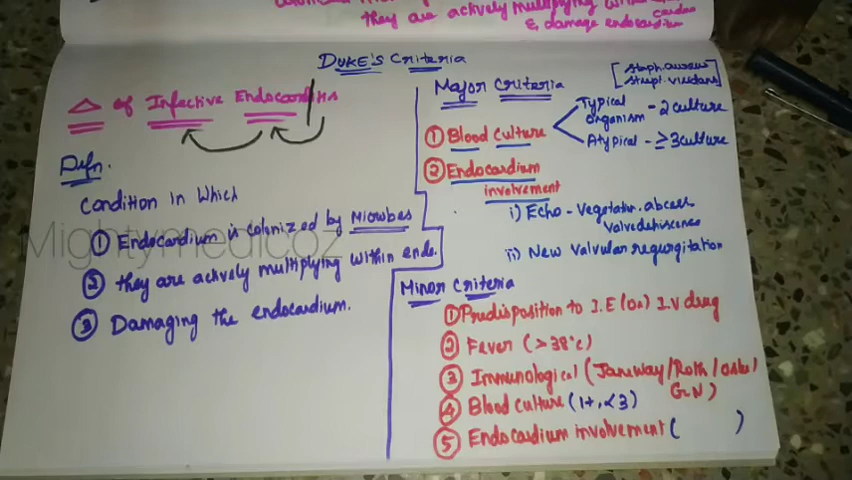 they are actively multiplying within
cardium
& damage endocardium
DUKE'S Criteria
Δ of Infective Endocarditis
Defn.
Condition in which
① Endocardium is colonized by Microbes
② they are actively multiplying within endo.
③ Damaging the endocardium.
Mightymedicoz
Major Criteria
[Staph. aureus
Strept. viridans]
① Blood culture
Typical organism - 2 culture
Atypical - ≥3 culture
② Endocardium
involvement
i) Echo - Vegetation, abcess
Valve dehiscence
ii) New valvular regurgitation
Minor Criteria
① Predisposition to I.E (or) I.V drug
② Fever (>38°c)
③ Immunological (Janeway/Roth/Osler/
GN)
④ Blood culture (1+, <3)
⑤ Endocardium involvement ( )